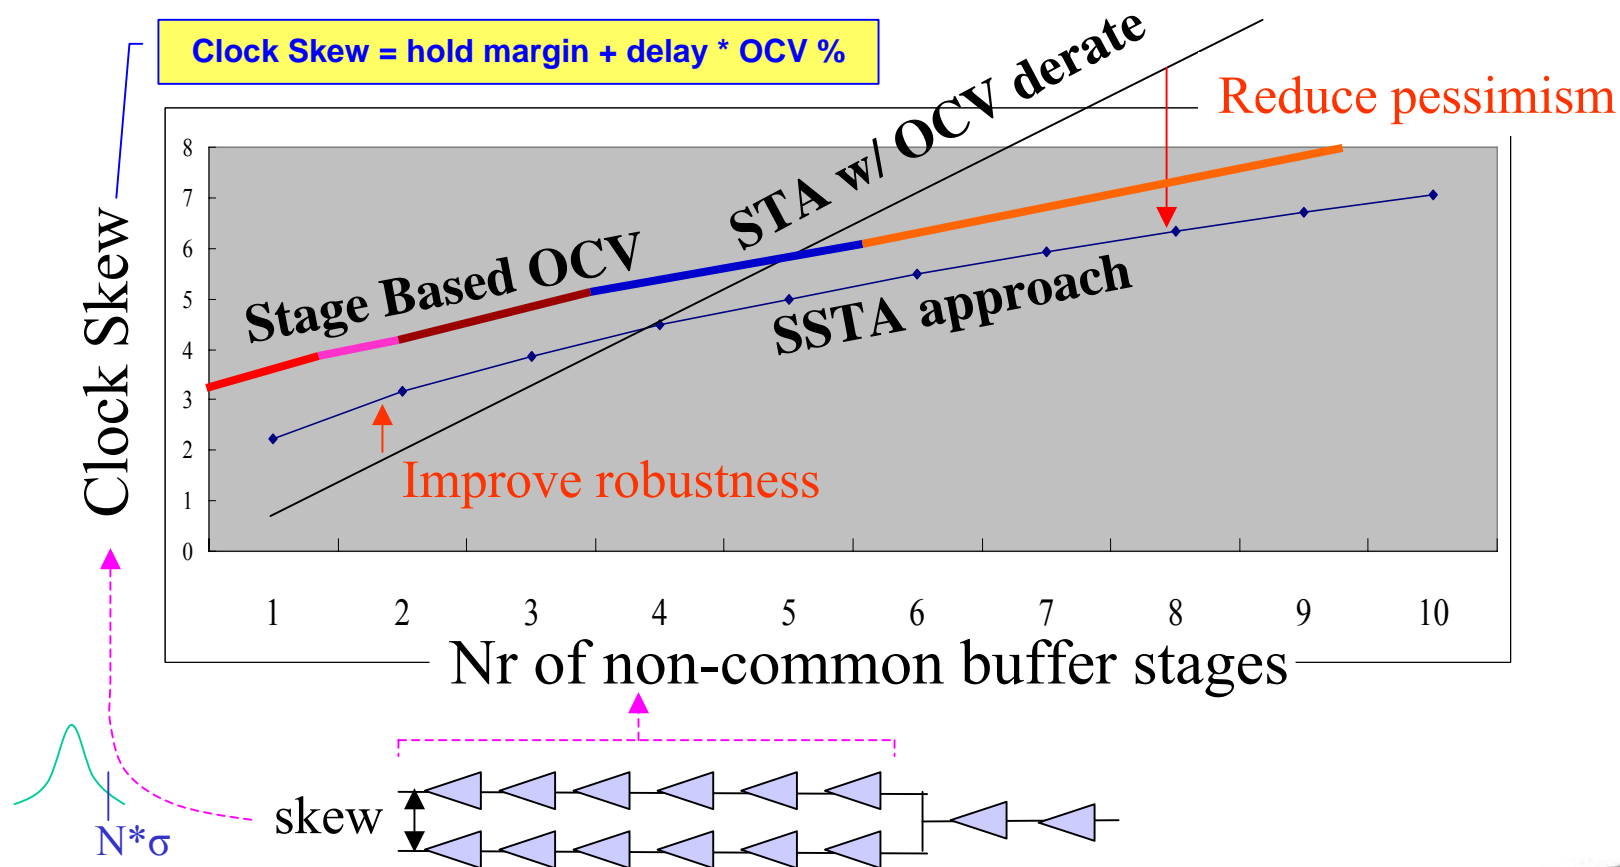 Clock Skew = hold margin + delay * OCV %
Reduce pessimism
STA w/ OCV derate
Stage Based OCV
SSTA approach
Improve robustness
Clock Skew
8
7
6
5
4
3
2
1
0
1 2 3 4 5 6 7 8 9 10
Nr of non-common buffer stages
skew
N*σ